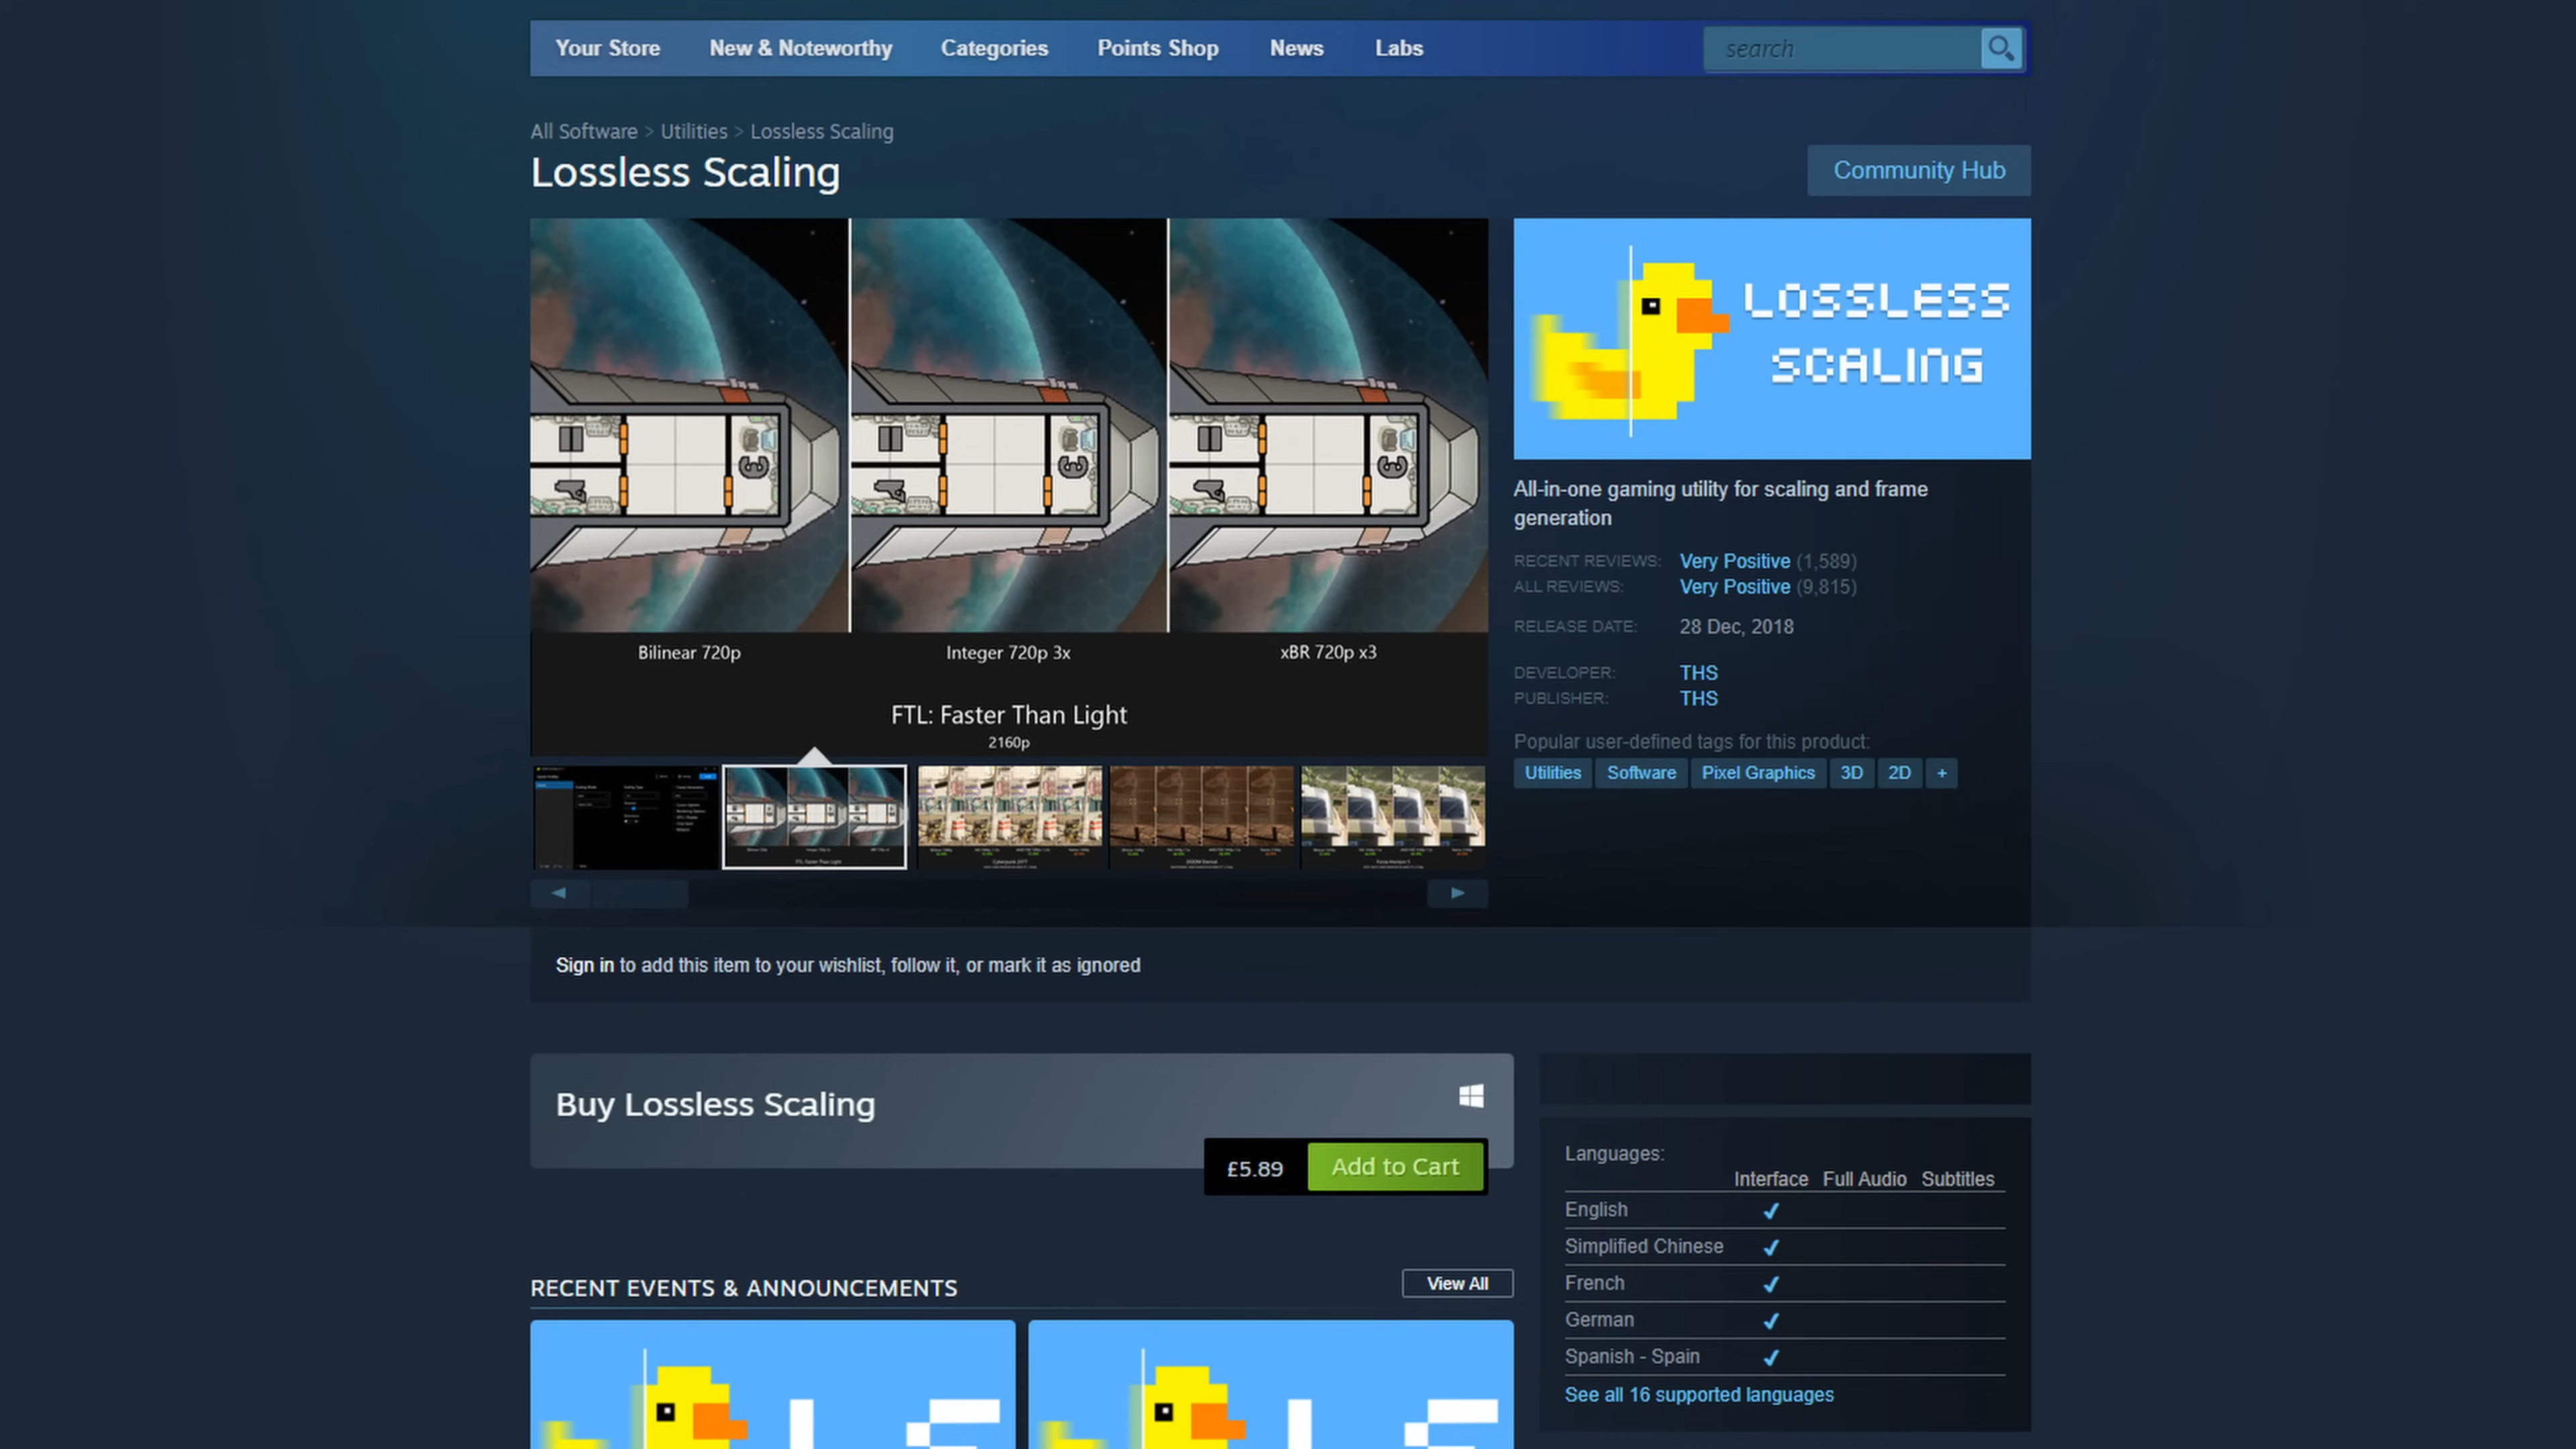 Your Store New & Noteworthy Categories Points Shop News Labs search
All Software > Utilities > Lossless Scaling
Lossless Scaling
Community Hub
Bilinear 720p Integer 720p 3x xBR 720p x3
FTL: Faster Than Light
2160p
LOSSLESS
SCALING
All-in-one gaming utility for scaling and frame
generation
RECENT REVIEWS: Very Positive (1,589)
ALL REVIEWS: Very Positive (9,815)
RELEASE DATE: 28 Dec, 2018
DEVELOPER: THS
PUBLISHER: THS
Popular user-defined tags for this product:
Utilities Software Pixel Graphics 3D 2D +
Sign in to add this item to your wishlist, follow it, or mark it as ignored
Buy Lossless Scaling
£5.89 Add to Cart
RECENT EVENTS & ANNOUNCEMENTS View All
Languages:
Interface Full Audio Subtitles
English
Simplified Chinese
French
German
Spanish - Spain
See all 16 supported languages